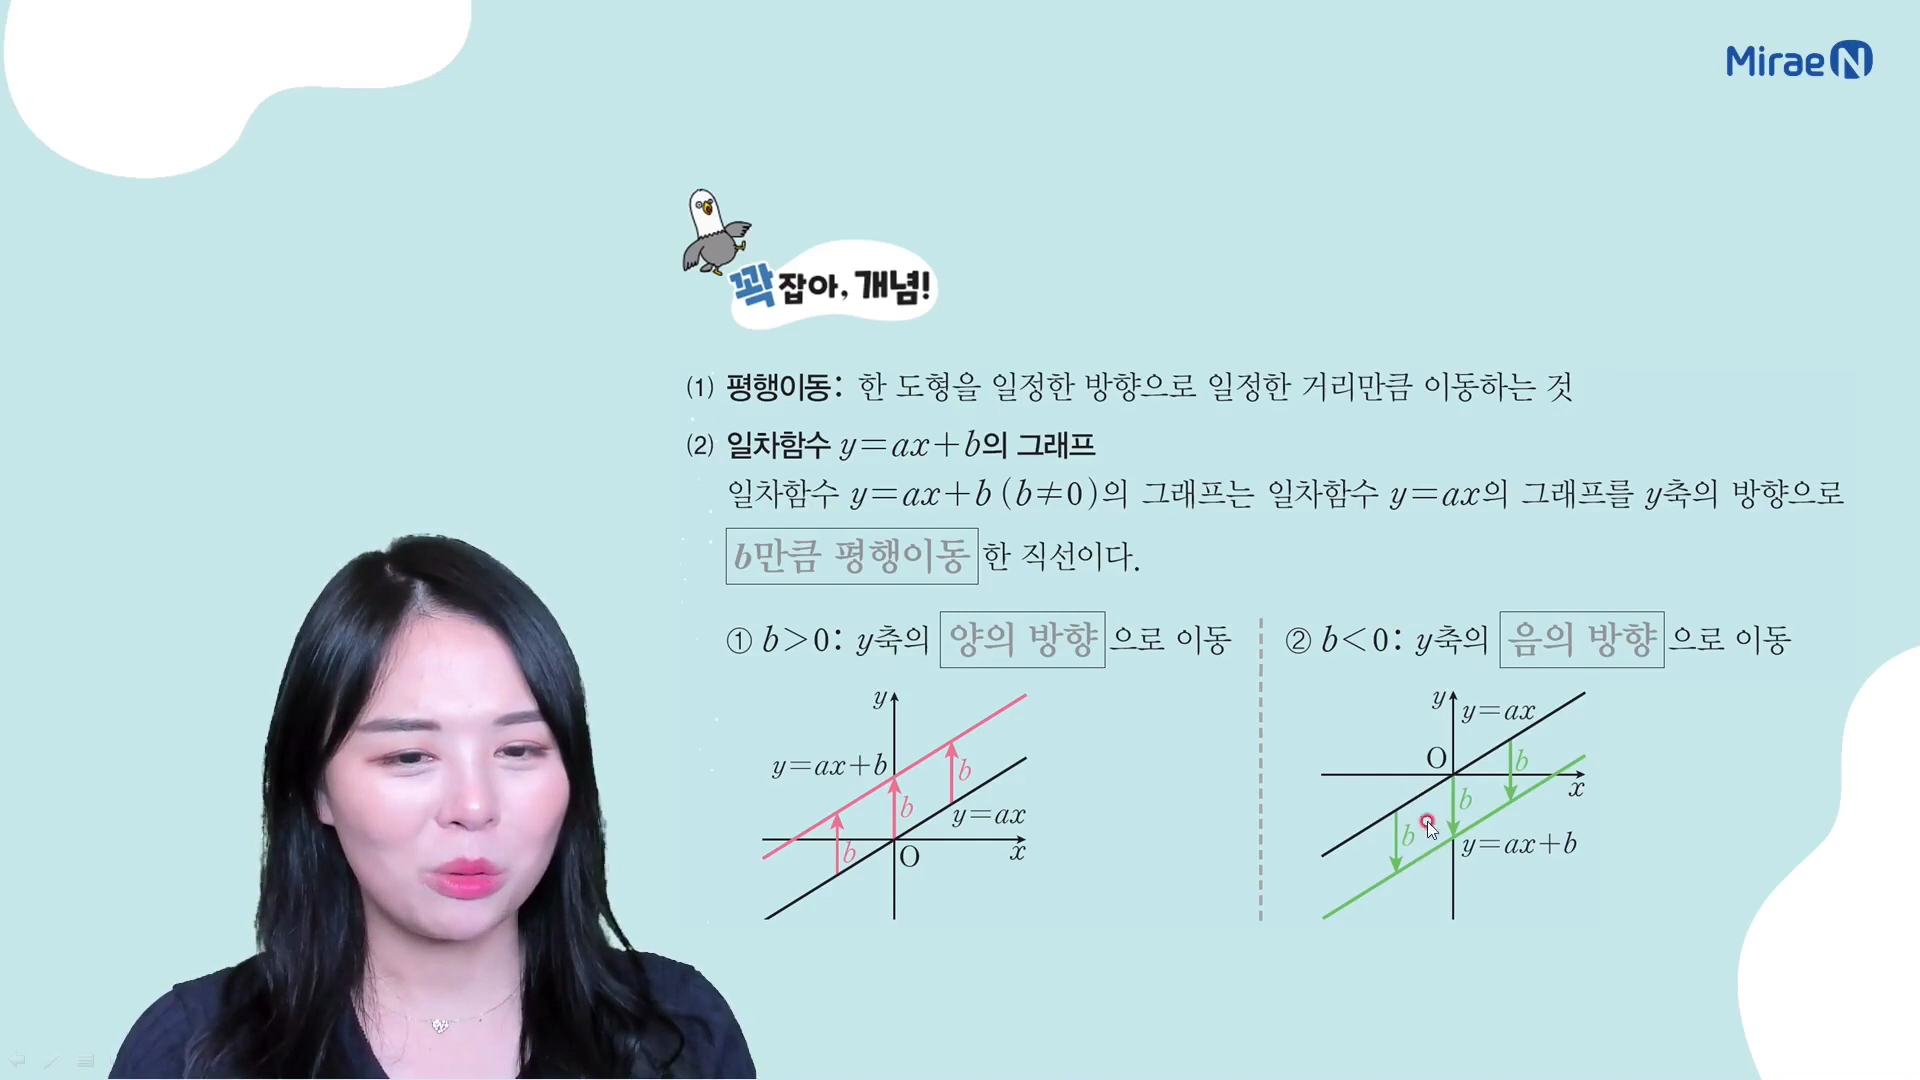 Mirae N
꽉 잡아, 개념!
(1) 평행이동: 한 도형을 일정한 방향으로 일정한 거리만큼 이동하는 것
(2) 일차함수 y=ax+b의 그래프
일차함수 y=ax+b (b≠0)의 그래프는 일차함수 y=ax의 그래프를 y축의 방향으로
b만큼 평행이동 한 직선이다.
① b>0: y축의 양의 방향 으로 이동
y
y=ax+b
b
b
b
y=ax
O
x
② b<0: y축의 음의 방향 으로 이동
y
y=ax
O
b
x
b
b
y=ax+b